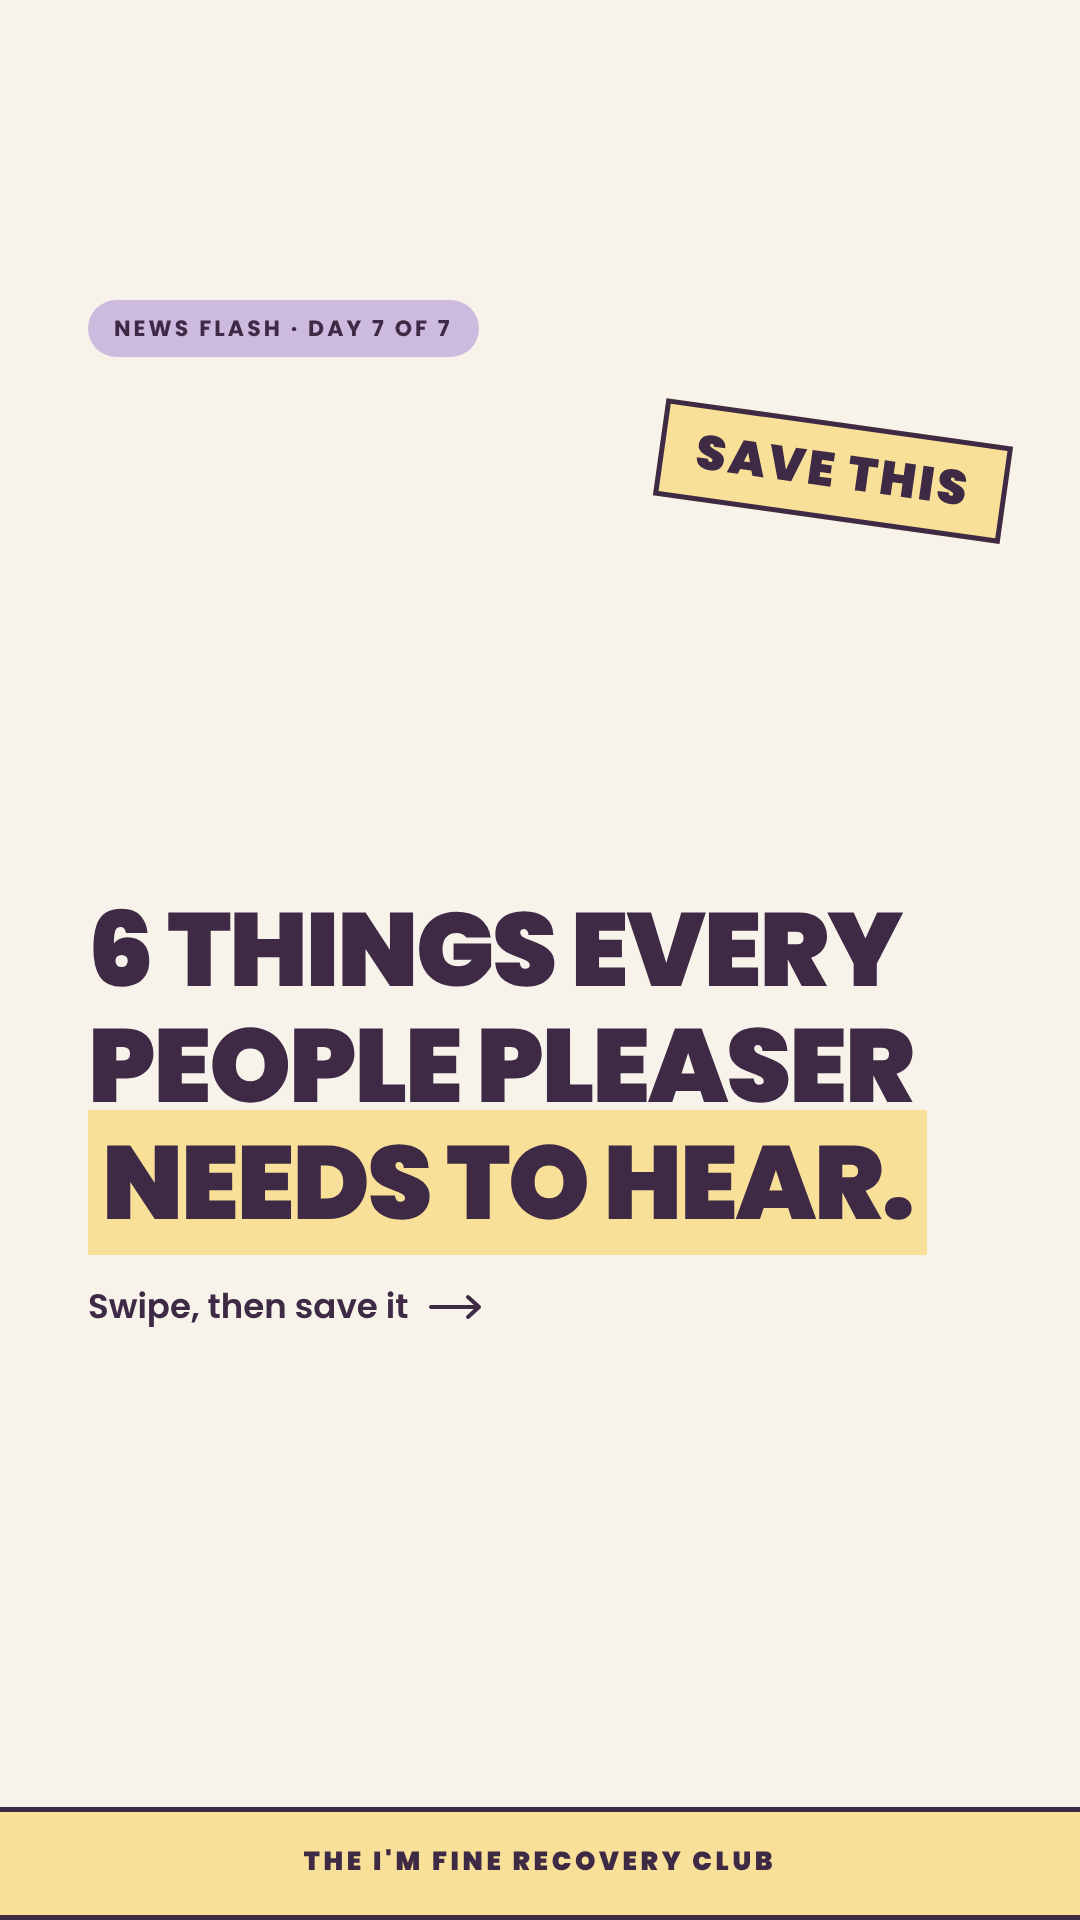 NEWS FLASH · DAY 7 OF 7
SAVE THIS
6 THINGS EVERY
PEOPLE PLEASER
NEEDS TO HEAR.
Swipe, then save it →
THE I'M FINE RECOVERY CLUB